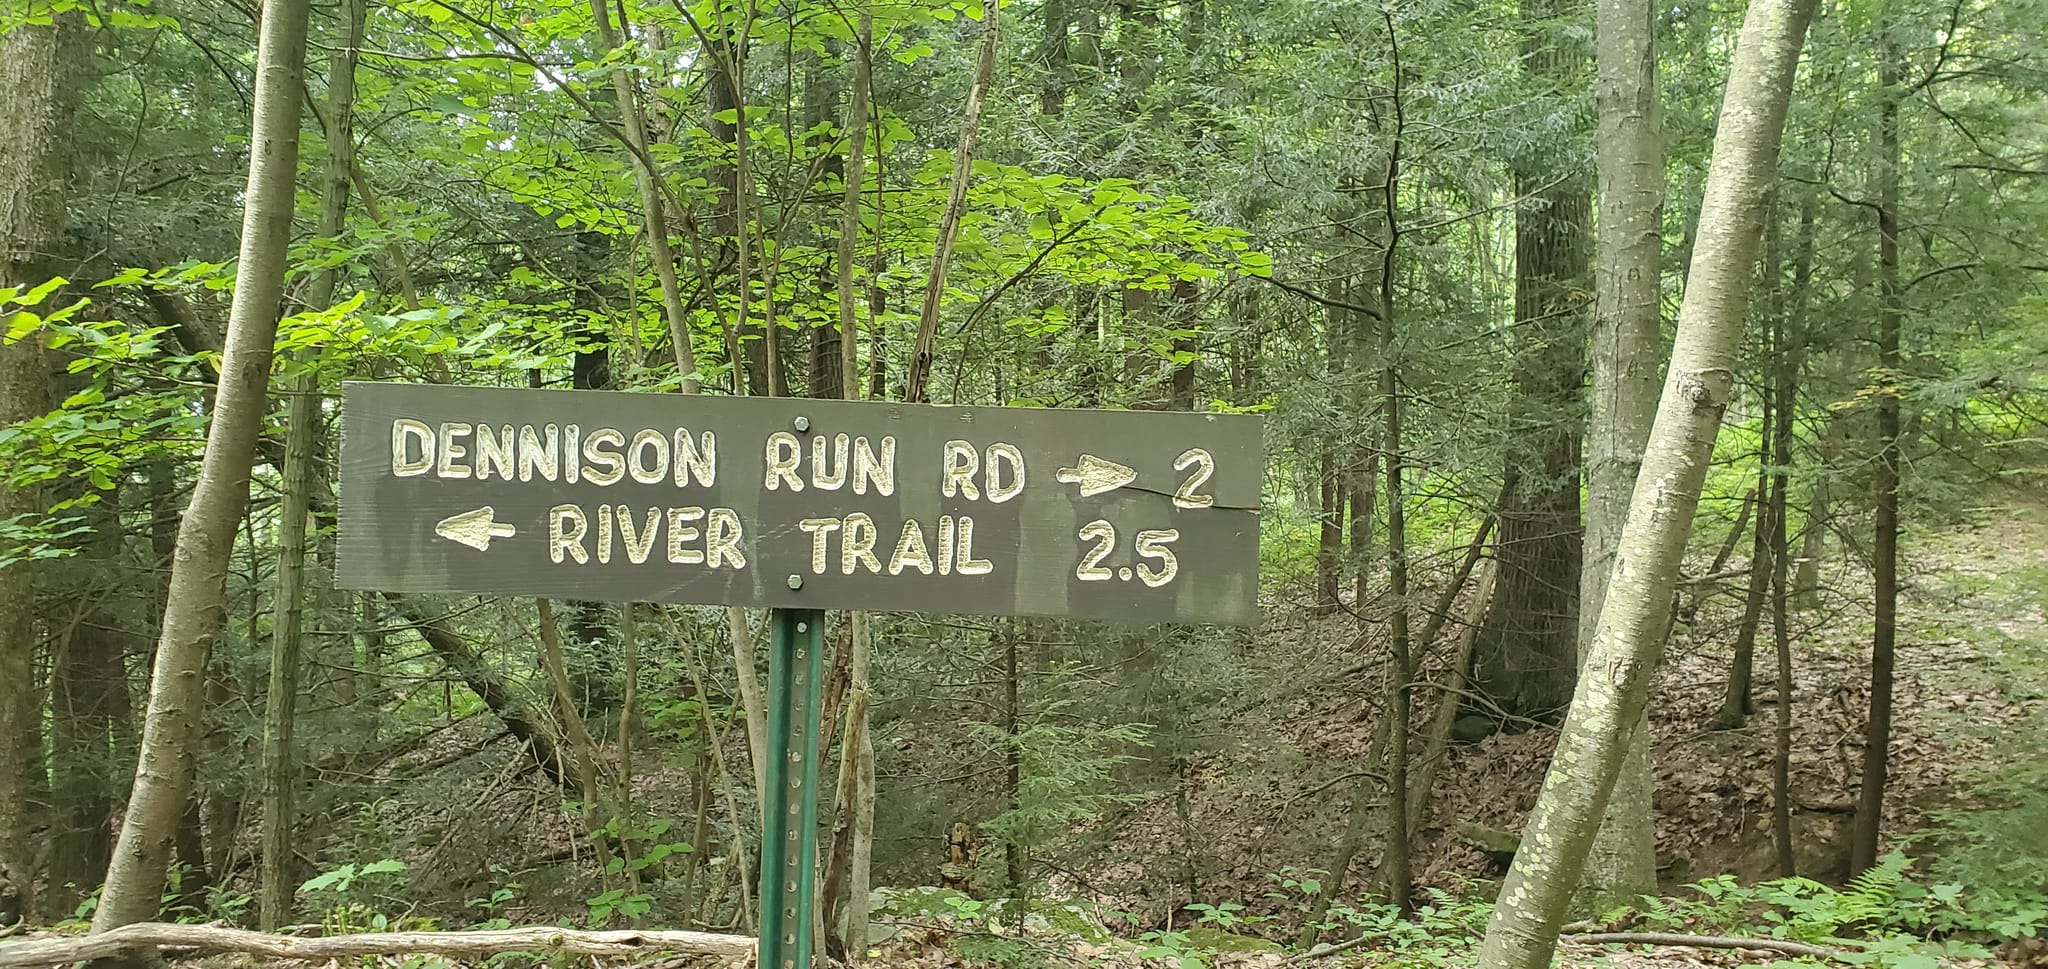 DENNISON RUN RD → 2
← RIVER TRAIL 2.5